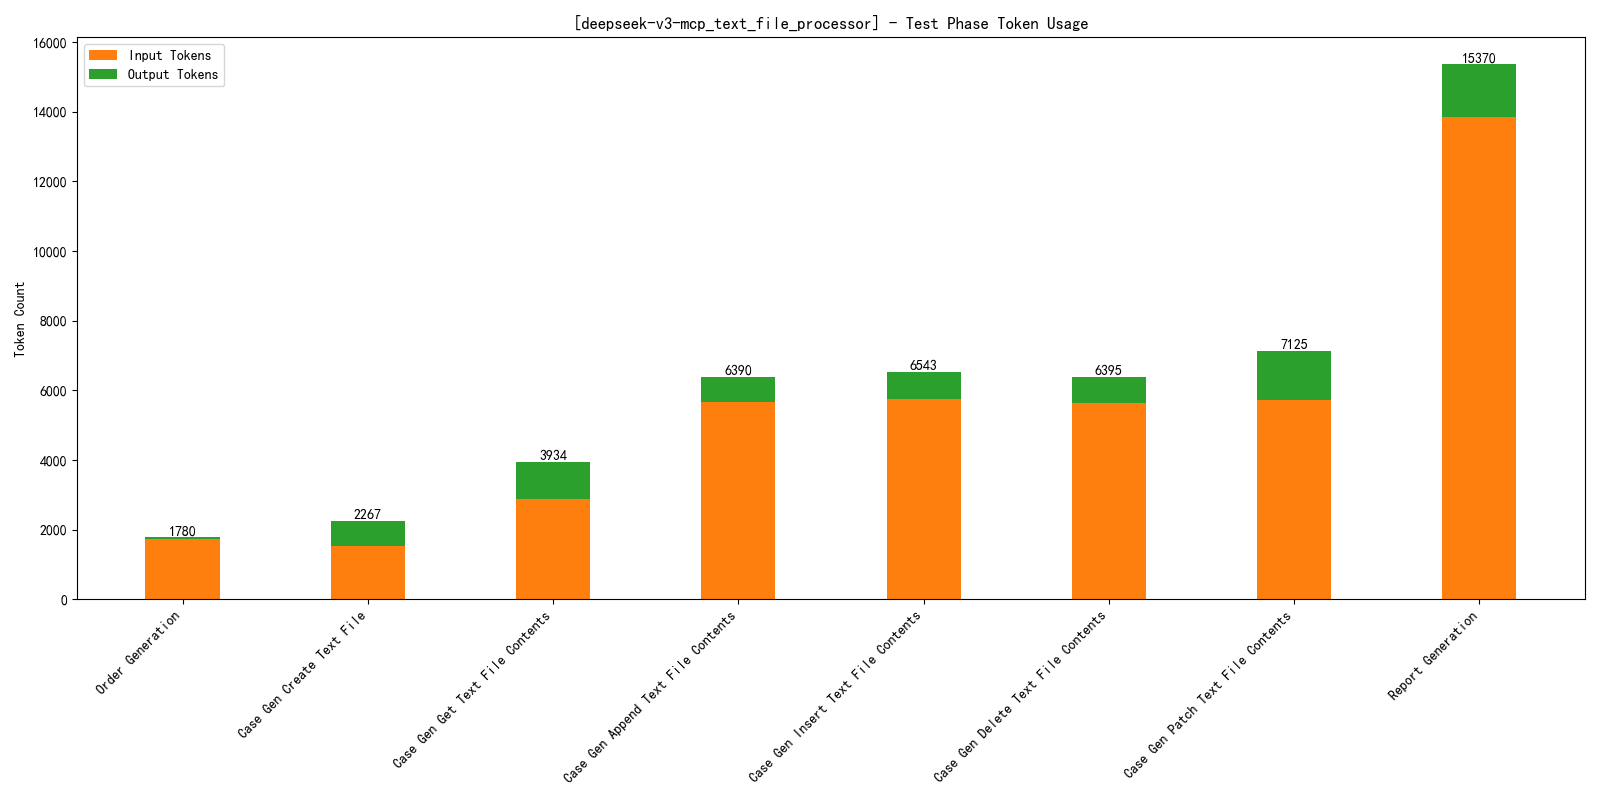 [deepseek-v3-mcp_text_file_processor] - Test Phase Token Usage
Input Tokens
Output Tokens
Token Count
16000
14000
12000
10000
8000
6000
4000
2000
0
1780
2267
3934
6390
6543
6395
7125
15370
Order Generation
Case Gen Create Text File
Case Gen Get Text File Contents
Case Gen Append Text File Contents
Case Gen Insert Text File Contents
Case Gen Delete Text File Contents
Case Gen Patch Text File Contents
Report Generation